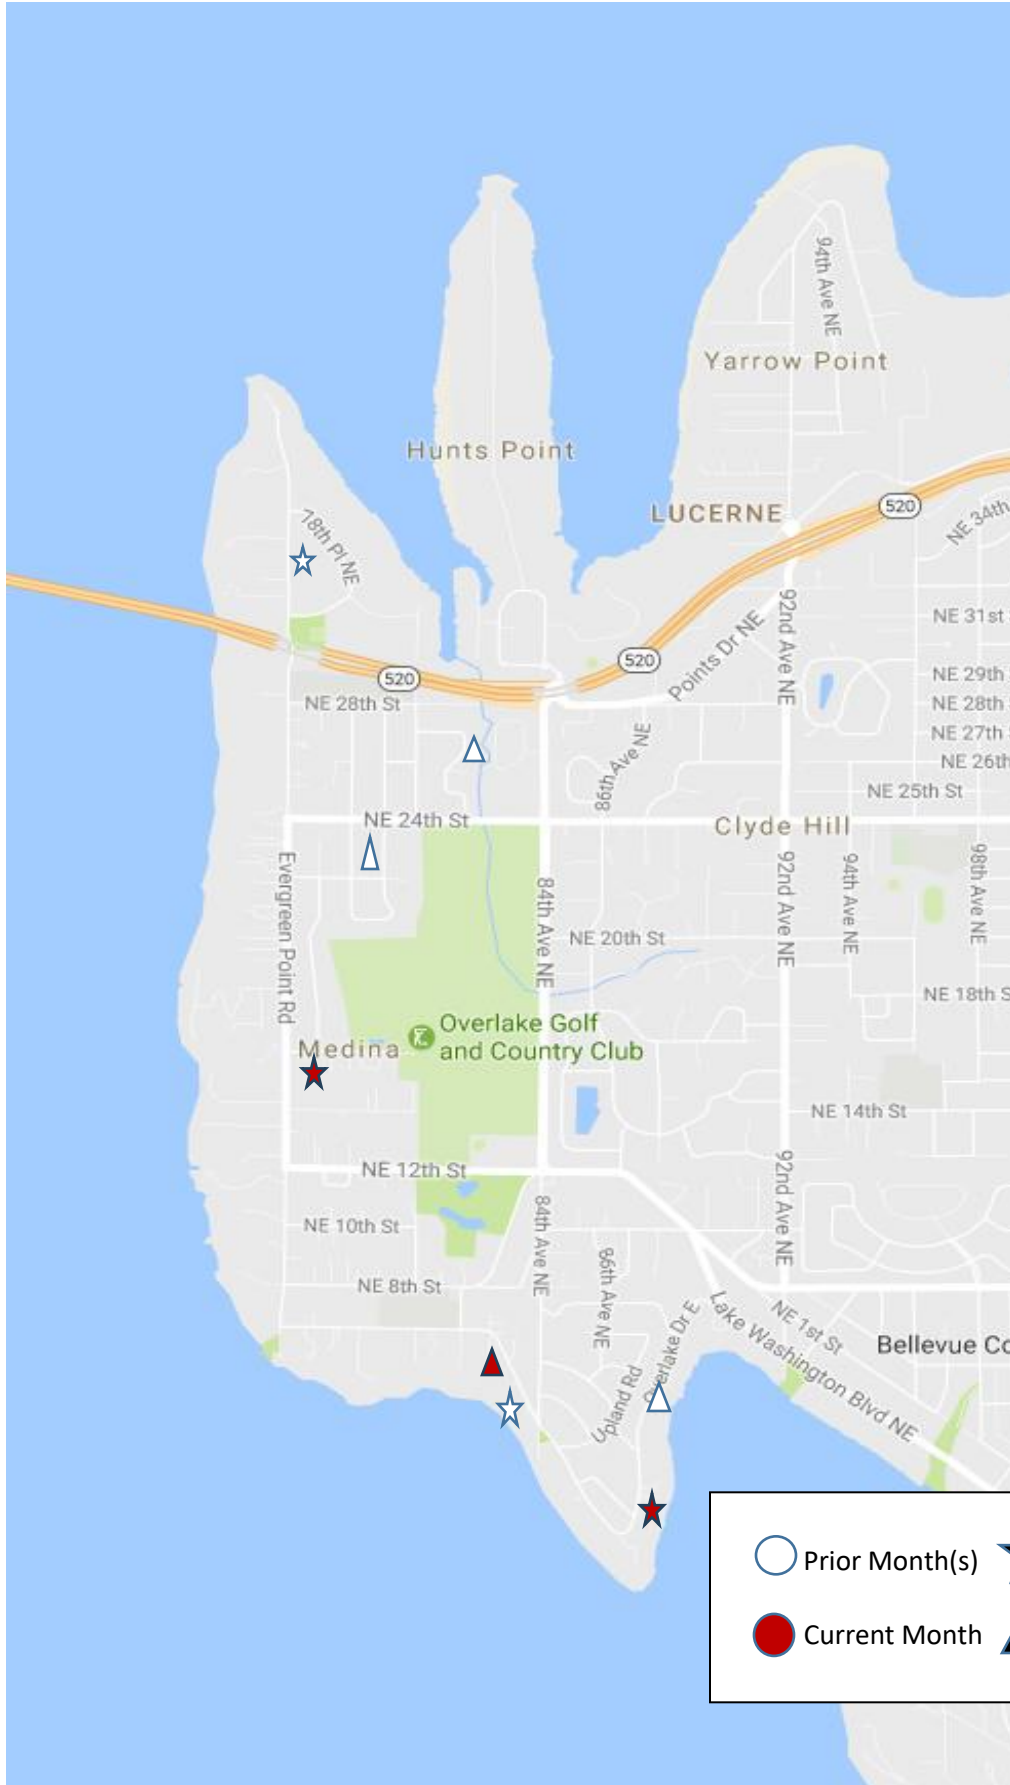 94th Ave NE
Yarrow Point
Hunts Point
LUCERNE
520
NE 34th
78th Pl NE
92nd Ave NE
NE 31st
Points Dr NE
520
520
NE 29th
NE 28th St
NE 28th
86th Ave NE
NE 27th
NE 26th
NE 25th St
NE 24th St
Clyde Hill
Evergreen Point Rd
84th Ave NE
92nd Ave NE
94th Ave NE
98th Ave NE
NE 20th St
NE 18th S
Overlake Golf
and Country Club
Medina
NE 14th St
NE 12th St
92nd Ave NE
84th Ave NE
NE 10th St
86th Ave NE
NE 8th St
Overlake Dr E
Lake Washington Blvd NE
NE 1st St
Bellevue Co
Upland Rd
Prior Month(s)
Current Month